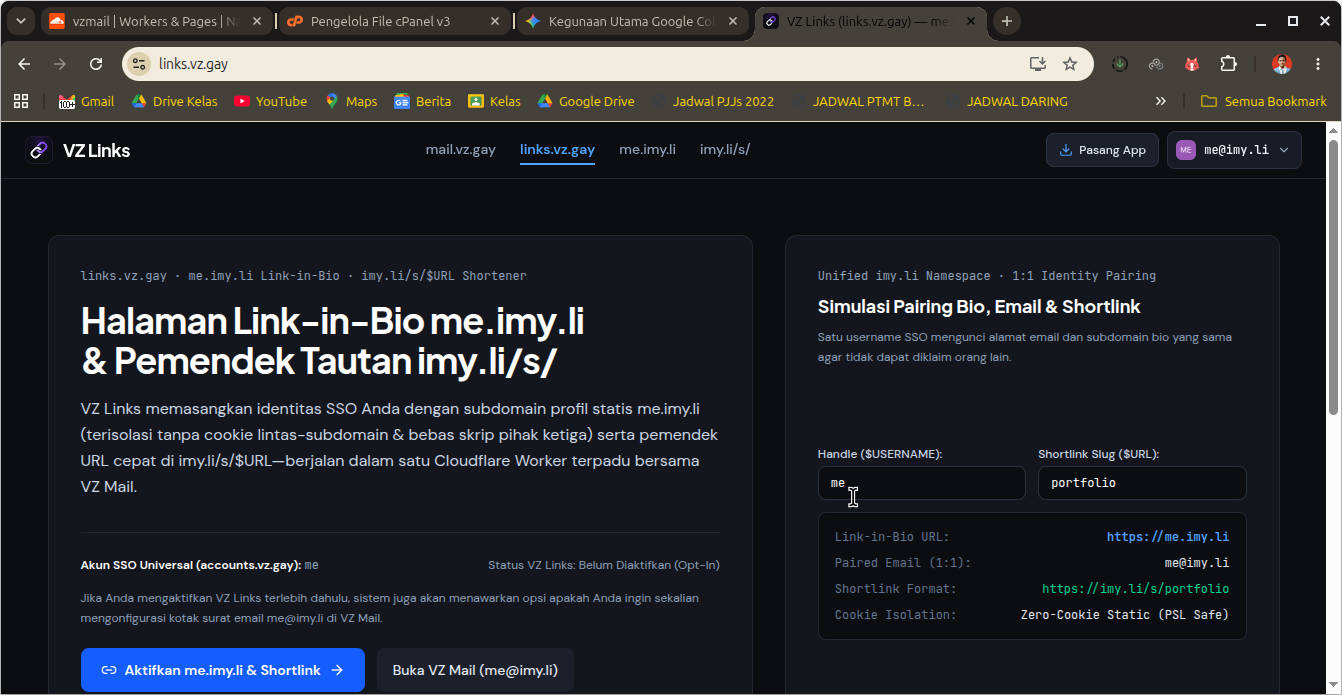 vzmail | Workers & Pages | N
Pengelola File cPanel v3
Kegunaan Utama Google Col
VZ Links (links.vz.gay) — me.
links.vz.gay
100+
Gmail
Drive Kelas
YouTube
Maps
Berita
Kelas
Google Drive
Jadwal PJJs 2022
JADWAL PTMT B...
JADWAL DARING
Semua Bookmark
VZ Links
mail.vz.gay
links.vz.gay
me.imy.li
imy.li/s/
Pasang App
ME
me@imy.li
links.vz.gay · me.imy.li Link-in-Bio · imy.li/s/$URL Shortener
Halaman Link-in-Bio me.imy.li
& Pemendek Tautan imy.li/s/
VZ Links memasangkan identitas SSO Anda dengan subdomain profil statis me.imy.li
(terisolasi tanpa cookie lintas-subdomain & bebas skrip pihak ketiga) serta pemendek
URL cepat di imy.li/s/$URL—berjalan dalam satu Cloudflare Worker terpadu bersama
VZ Mail.
Akun SSO Universal (accounts.vz.gay): me
Status VZ Links: Belum Diaktifkan (Opt-In)
Jika Anda mengaktifkan VZ Links terlebih dahulu, sistem juga akan menawarkan opsi apakah Anda ingin sekalian
mengonfigurasi kotak surat email me@imy.li di VZ Mail.
Aktifkan me.imy.li & Shortlink →
Buka VZ Mail (me@imy.li)
Unified imy.li Namespace · 1:1 Identity Pairing
Simulasi Pairing Bio, Email & Shortlink
Satu username SSO mengunci alamat email dan subdomain bio yang sama
agar tidak dapat diklaim orang lain.
Handle ($USERNAME):
Shortlink Slug ($URL):
me
portfolio
Link-in-Bio URL:
https://me.imy.li
Paired Email (1:1):
me@imy.li
Shortlink Format:
https://imy.li/s/portfolio
Cookie Isolation:
Zero-Cookie Static (PSL Safe)